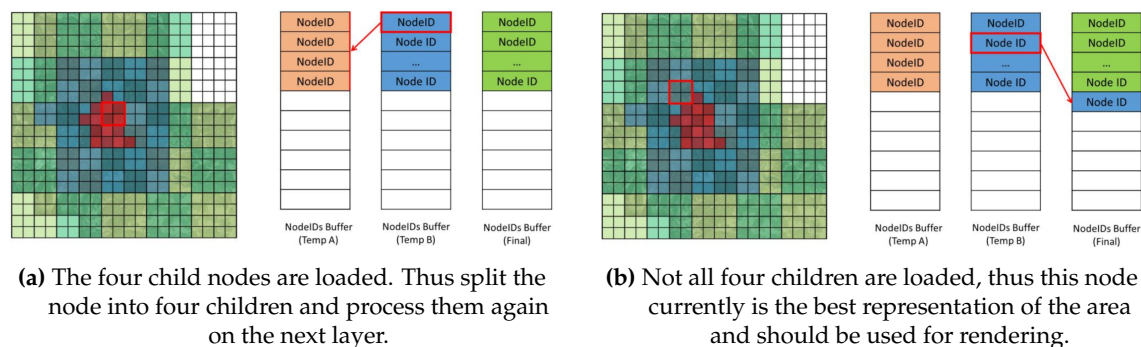 NodeID NodeID NodeID
NodeID Node ID NodeID
NodeID ... ...
NodeID Node ID Node ID
NodeIDs Buffer NodeIDs Buffer NodeIDs Buffer
(Temp A) (Temp B) (Final)
(a) The four child nodes are loaded. Thus split the
node into four children and process them again
on the next layer.
NodeID NodeID NodeID
NodeID Node ID NodeID
NodeID ... ...
NodeID Node ID Node ID
Node ID
NodeIDs Buffer NodeIDs Buffer NodeIDs Buffer
(Temp A) (Temp B) (Final)
(b) Not all four children are loaded, thus this node
currently is the best representation of the area
and should be used for rendering.